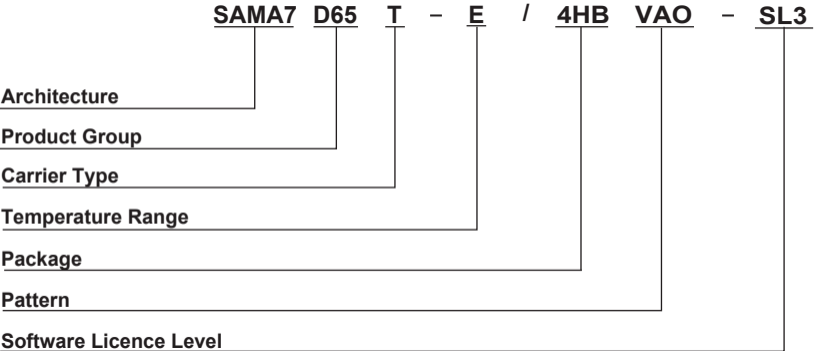 SAMA7 D65 T – E / 4HB VAO – SL3
Architecture
Product Group
Carrier Type
Temperature Range
Package
Pattern
Software Licence Level